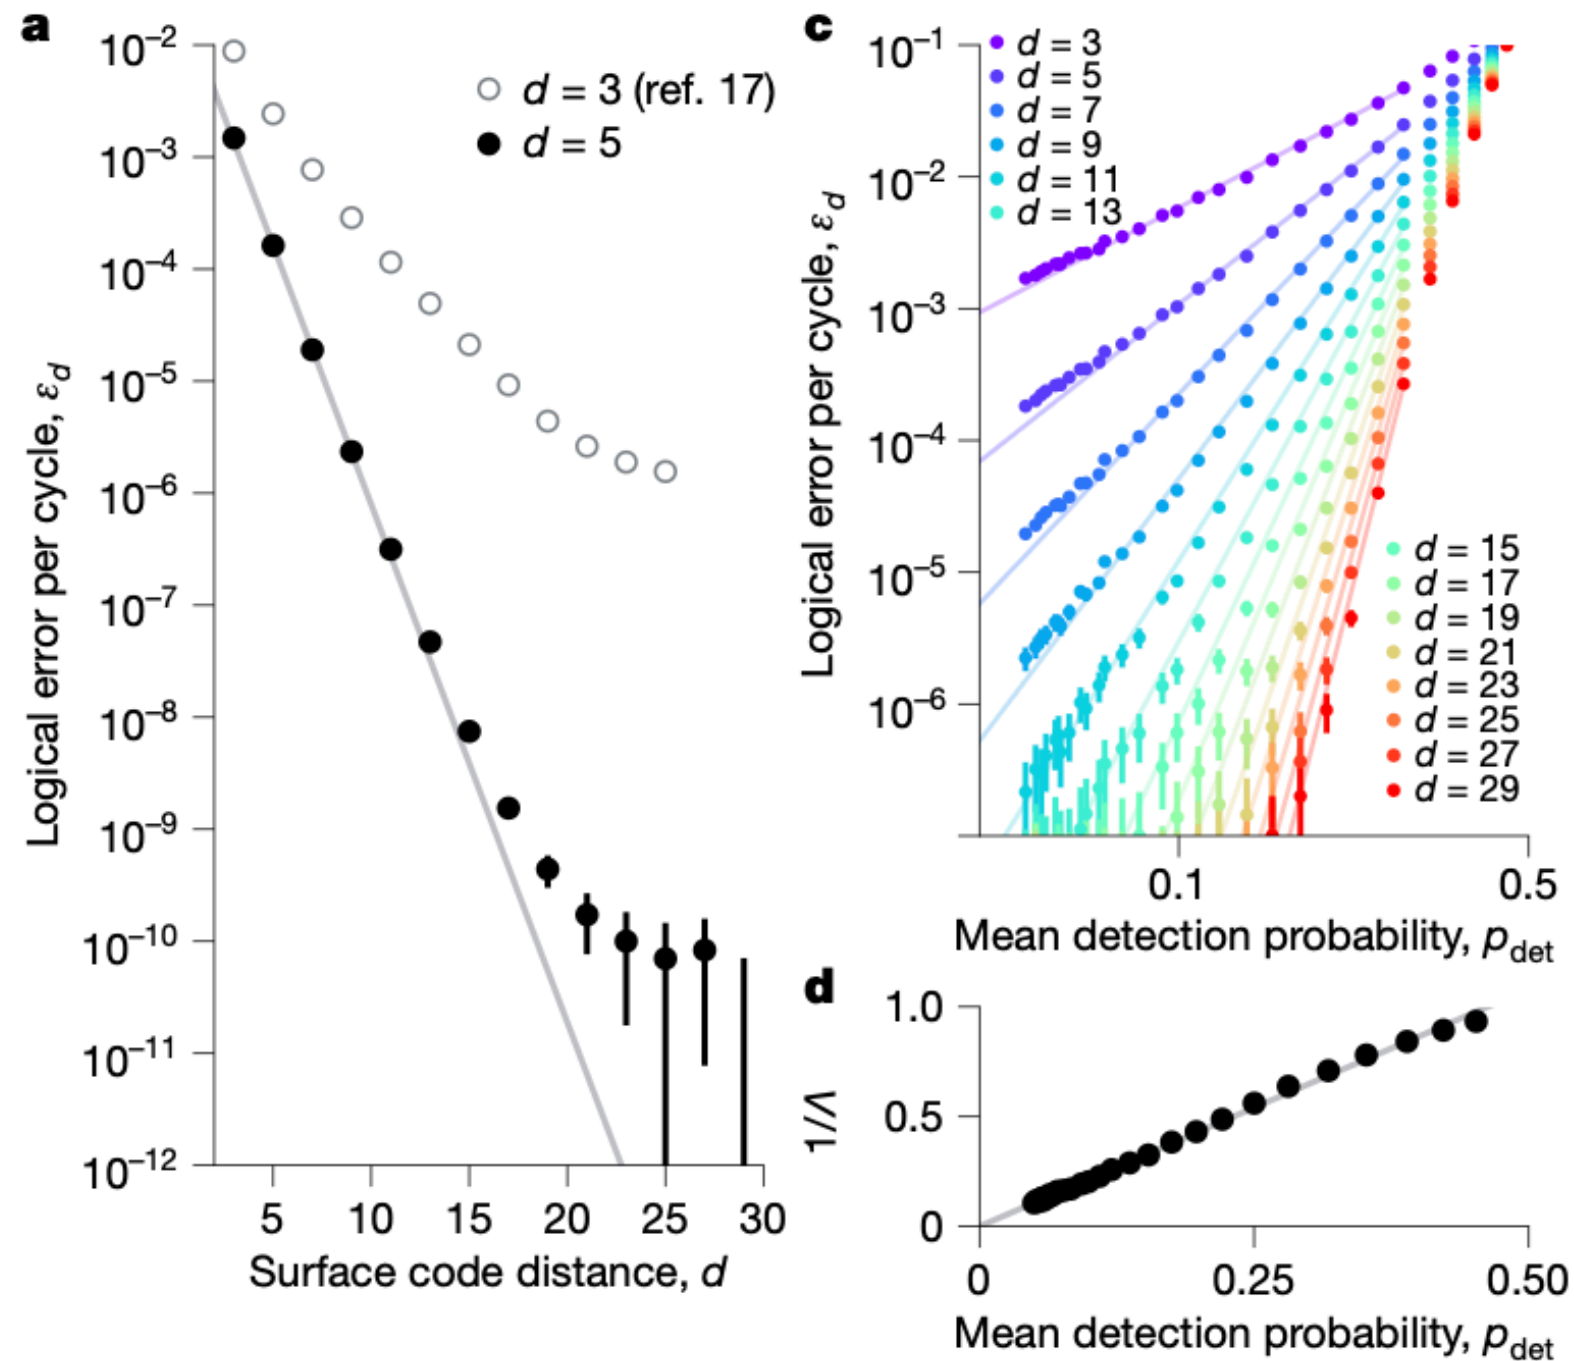 a
10⁻²
10⁻³
10⁻⁴
10⁻⁵
10⁻⁶
10⁻⁷
10⁻⁸
10⁻⁹
10⁻¹⁰
10⁻¹¹
10⁻¹²
Logical error per cycle, ε_d
d = 3 (ref. 17)
d = 5
5 10 15 20 25 30
Surface code distance, d
c
10⁻¹
10⁻²
10⁻³
10⁻⁴
10⁻⁵
10⁻⁶
Logical error per cycle, ε_d
d = 3
d = 5
d = 7
d = 9
d = 11
d = 13
d = 15
d = 17
d = 19
d = 21
d = 23
d = 25
d = 27
d = 29
0.1 0.5
Mean detection probability, p_det
d
1.0
0.5
0
1/Λ
0 0.25 0.50
Mean detection probability, p_det